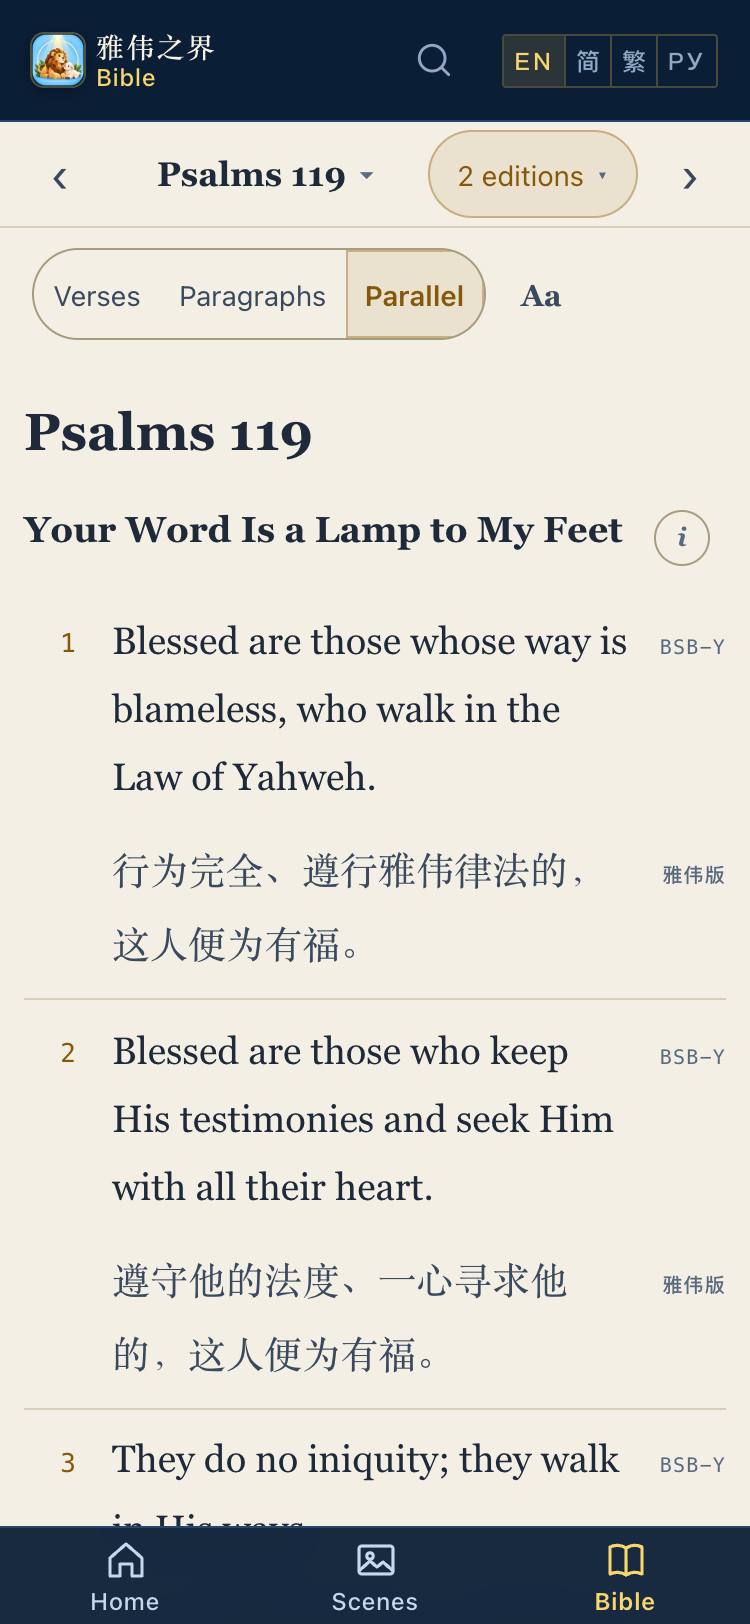 雅伟之界
Bible
EN 简 繁 РУ
‹ Psalms 119 2 editions ›
Verses Paragraphs Parallel Aa
Psalms 119
Your Word Is a Lamp to My Feet i
1 Blessed are those whose way is BSB–Y
blameless, who walk in the
Law of Yahweh.
行为完全、遵行雅伟律法的， 雅伟版
这人便为有福。
2 Blessed are those who keep BSB–Y
His testimonies and seek Him
with all their heart.
遵守他的法度、一心寻求他 雅伟版
的，这人便为有福。
3 They do no iniquity; they walk BSB–Y
in His ways.
Home Scenes Bible